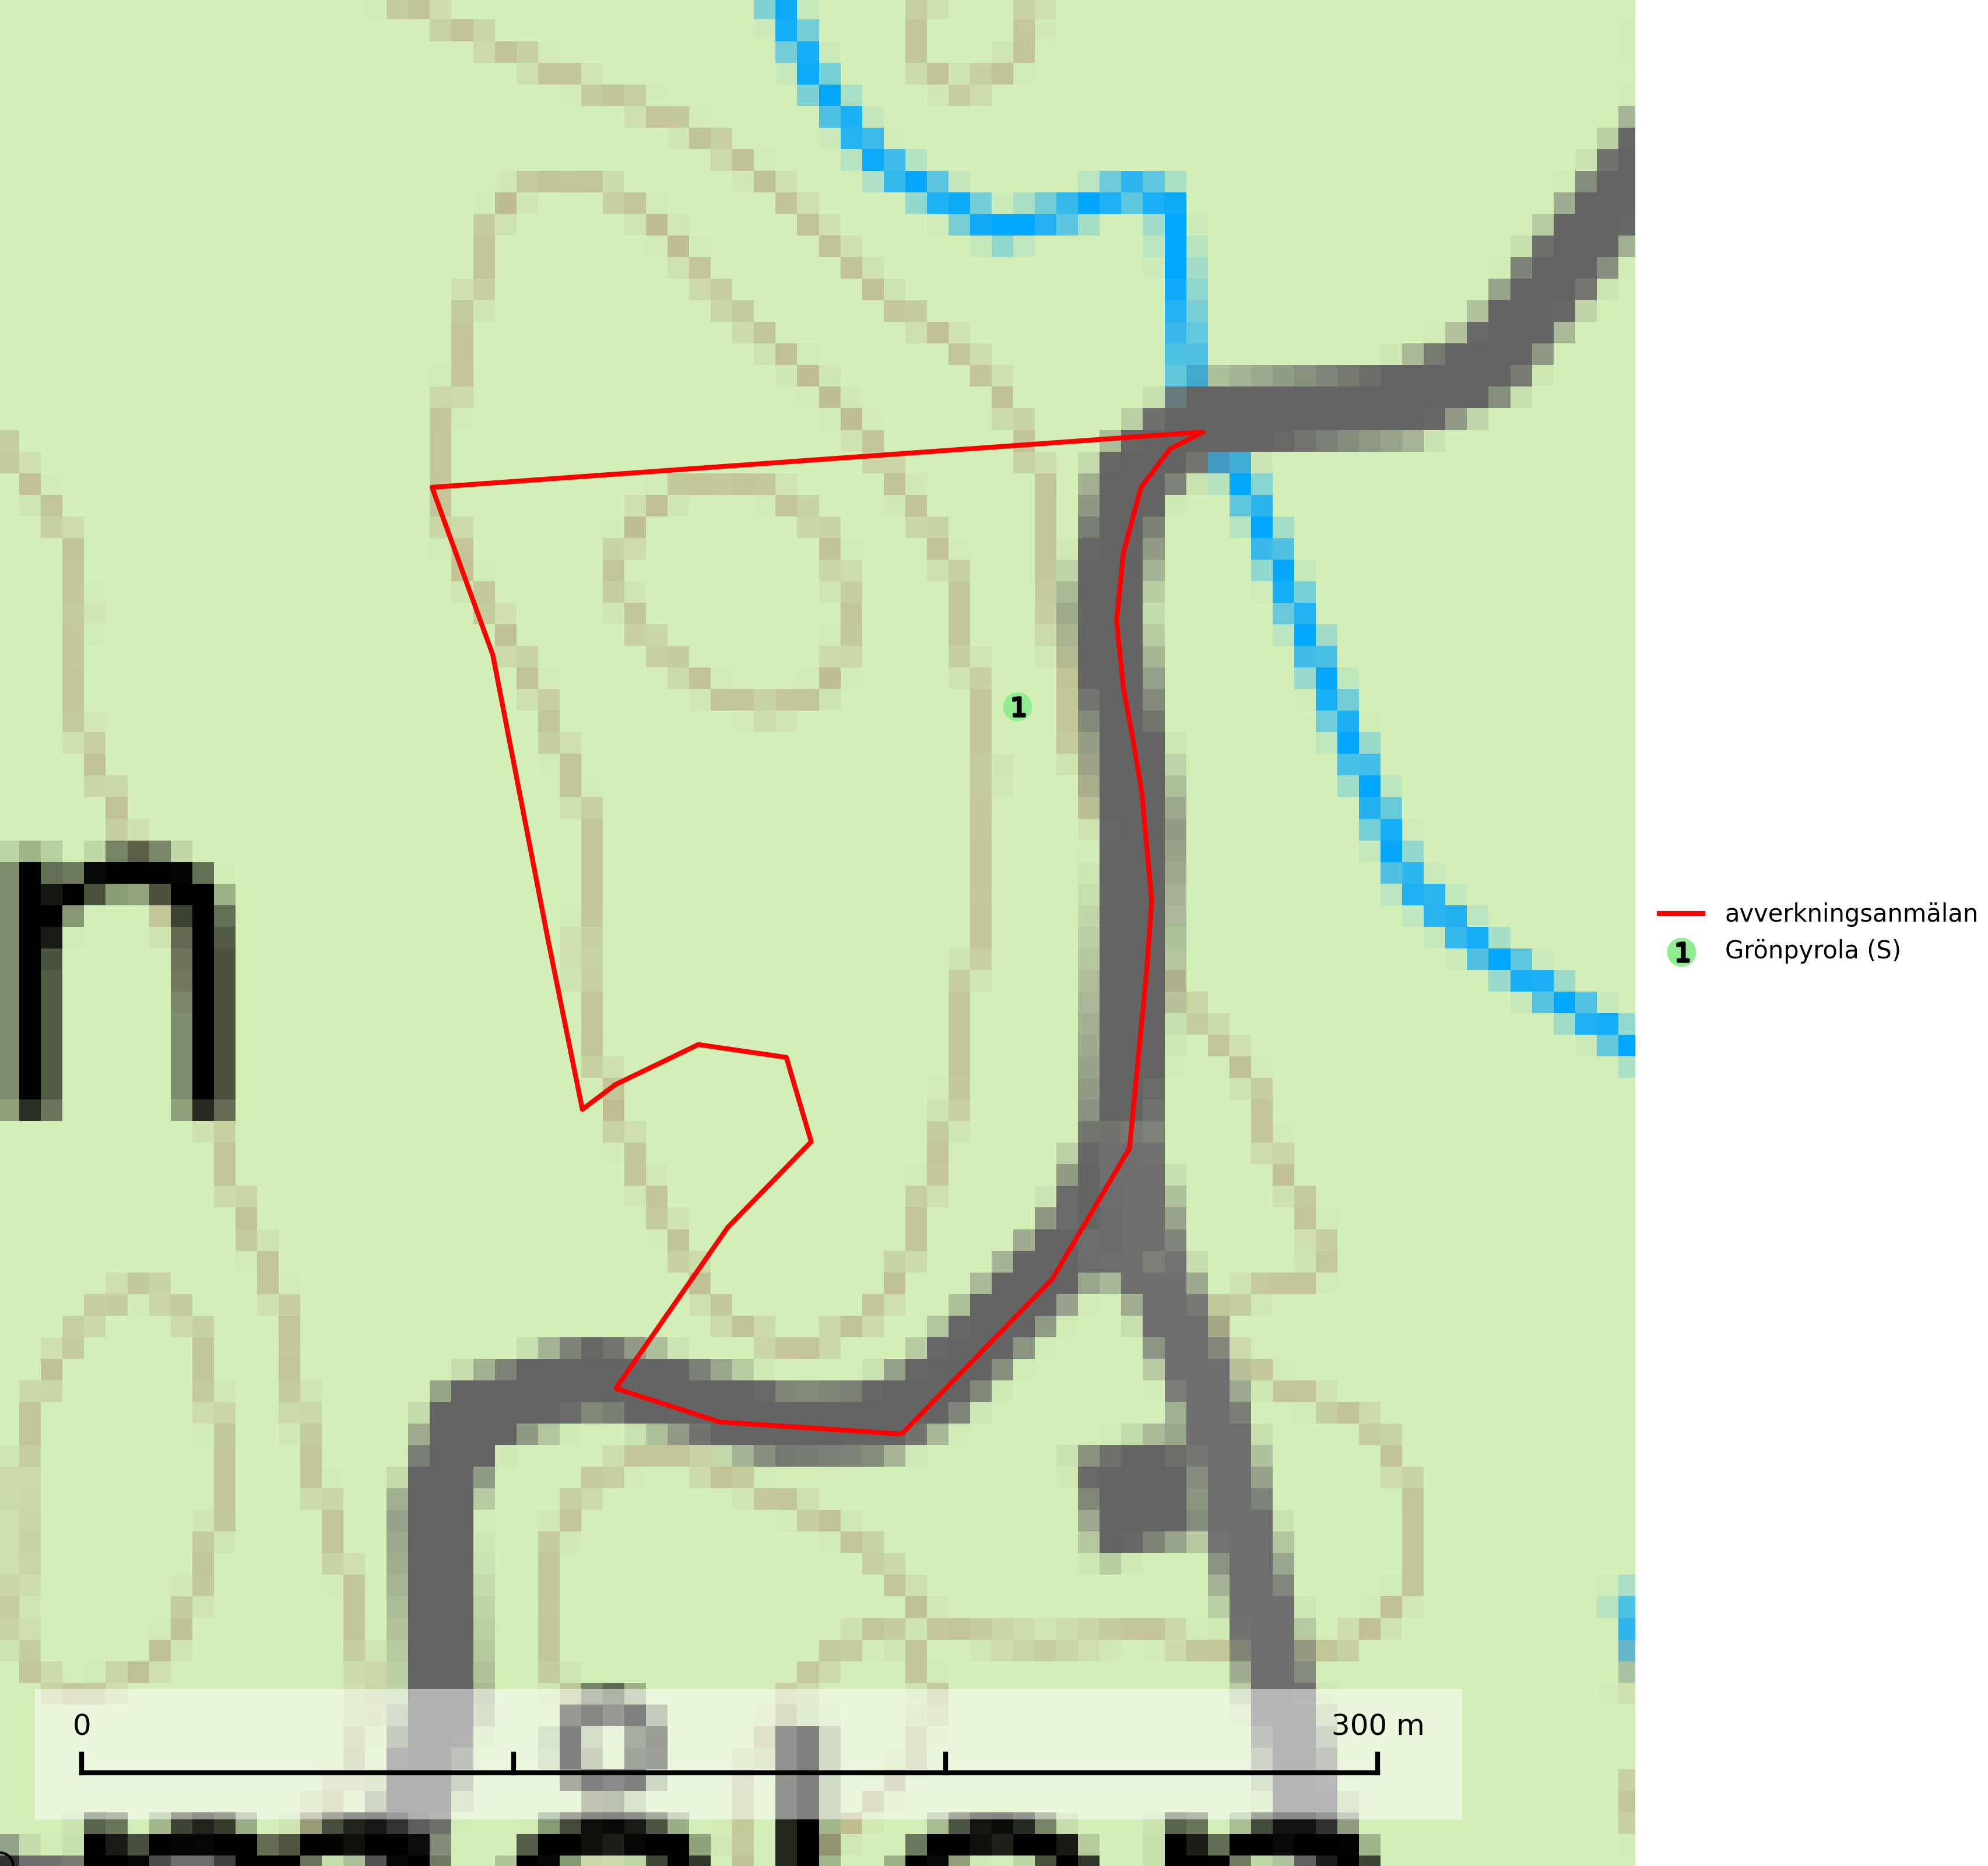 1
avverkningsanmälan
1 Grönpyrola (S)
0 300 m